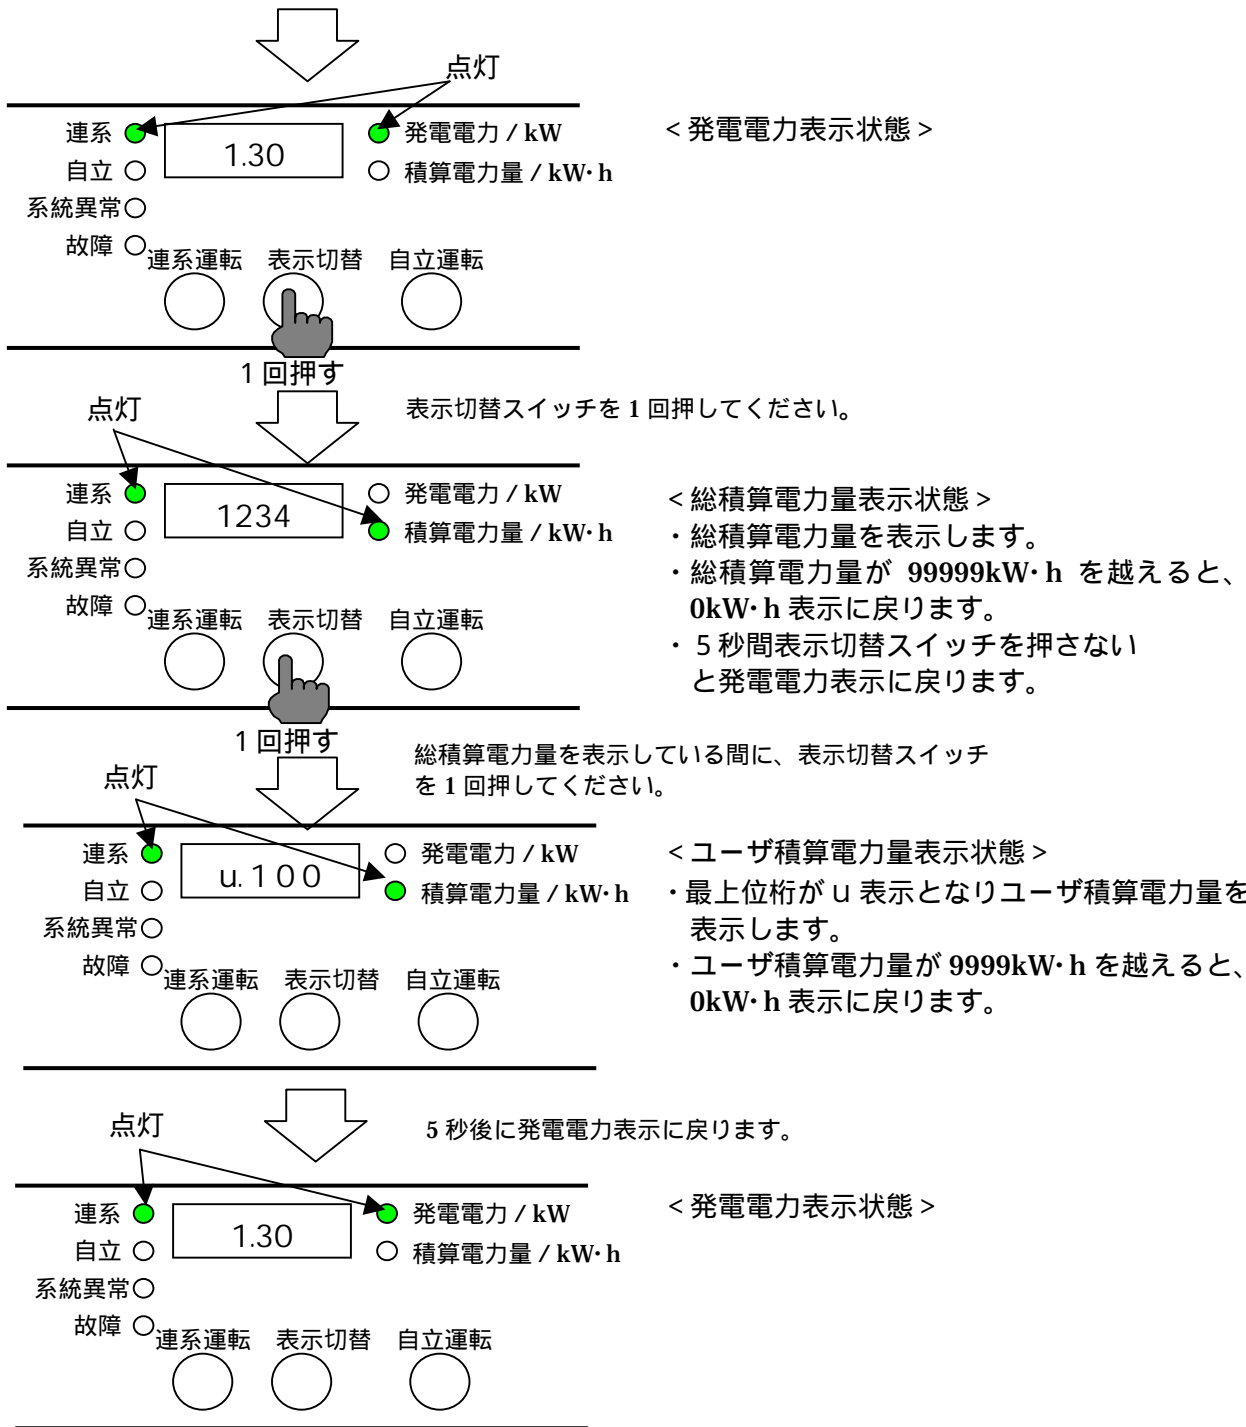 点灯
連系 1.30 発電電力 / kW <発電電力表示状態>
自立 積算電力量 / kW・h
系統異常
故障
連系運転 表示切替 自立運転
1回押す
点灯 表示切替スイッチを1回押してください。
連系 1234 発電電力 / kW <総積算電力量表示状態>
自立 積算電力量 / kW・h ・総積算電力量を表示します。
系統異常 ・総積算電力量が 99999kW・h を越えると、
故障 0kW・h 表示に戻ります。
連系運転 表示切替 自立運転 ・5秒間表示切替スイッチを押さない
と発電電力表示に戻ります。
1回押す 総積算電力量を表示している間に、表示切替スイッチ
点灯 を1回押してください。
連系 u.100 発電電力 / kW <ユーザ積算電力量表示状態>
自立 積算電力量 / kW・h ・最上位桁が u 表示となりユーザ積算電力量を
系統異常 表示します。
故障 ・ユーザ積算電力量が 9999kW・h を越えると、
連系運転 表示切替 自立運転 0kW・h 表示に戻ります。
点灯 5秒後に発電電力表示に戻ります。
連系 1.30 発電電力 / kW <発電電力表示状態>
自立 積算電力量 / kW・h
系統異常
故障
連系運転 表示切替 自立運転